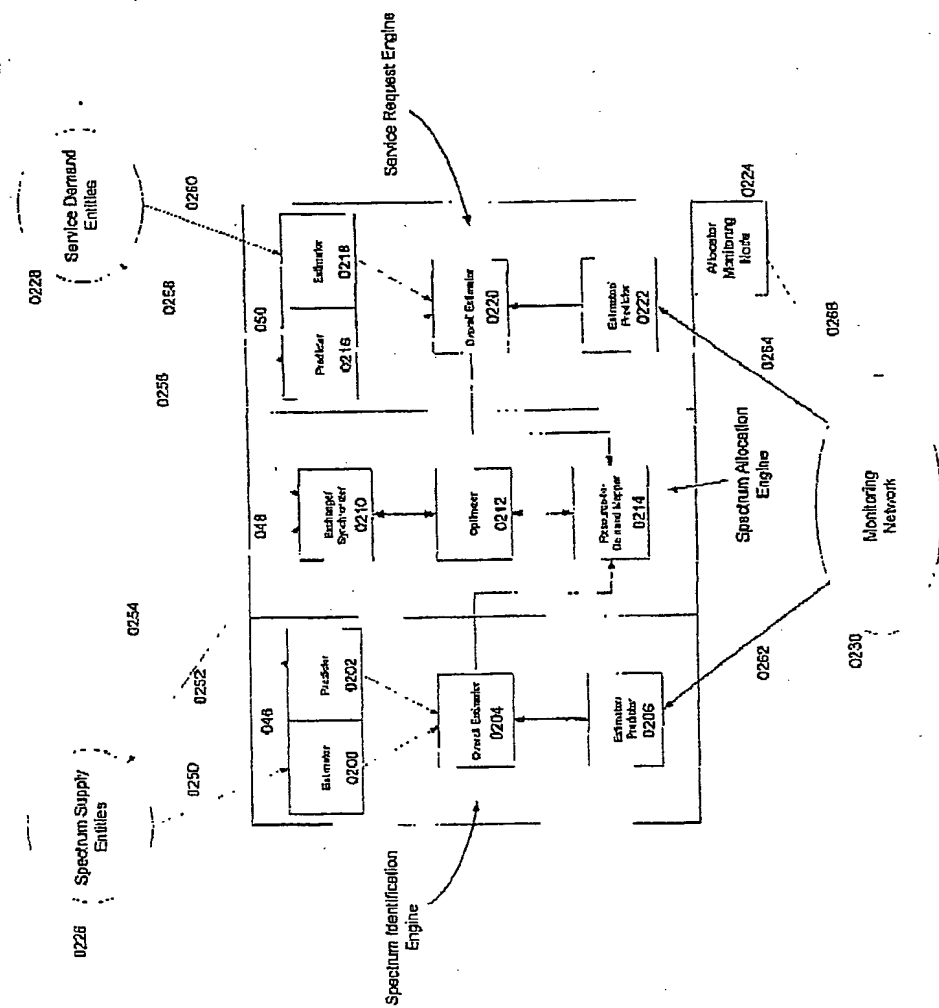 0226
Spectrum Supply
Entities
0228
Service Demand
Entities
0250
0252
0254
0256
0258
0260
046
048
050
Estimator
0200
Predictor
0202
Exchanger/
Synchronizer
0210
Predictor
0216
Estimator
0218
Overall Estimator
0204
Optimizer
0212
Overall Estimator
0220
Estimator/
Predictor
0206
Resource-to-
Demand Mapper
0214
Estimator/
Predictor
0222
Spectrum Identification
Engine
Service Request Engine
Spectrum Allocation
Engine
Allocator
Monitoring
Node
0224
0262
0264
0268
0230
Monitoring
Network